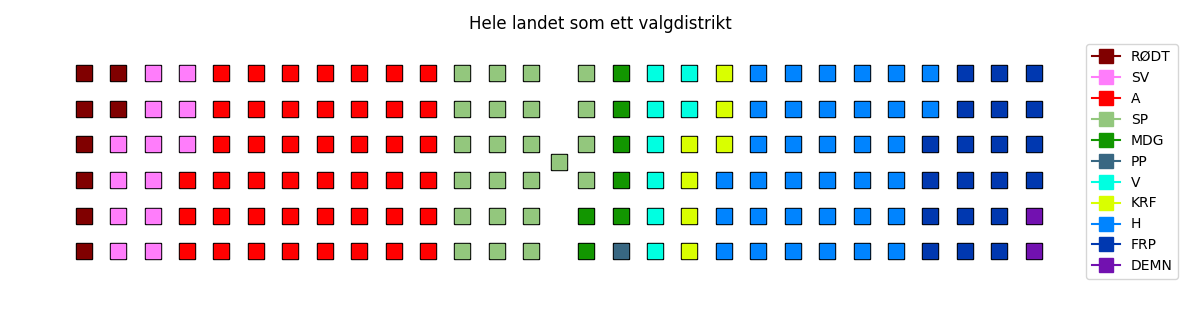 Hele landet som ett valgdistrikt
RØDT
SV
A
SP
MDG
PP
V
KRF
H
FRP
DEMN